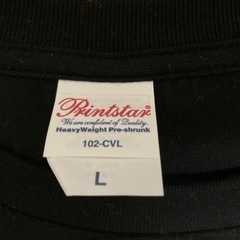 Printstar
We are confident of Quality.
HeavyWeight Pre-shrunk
102-CVL
L